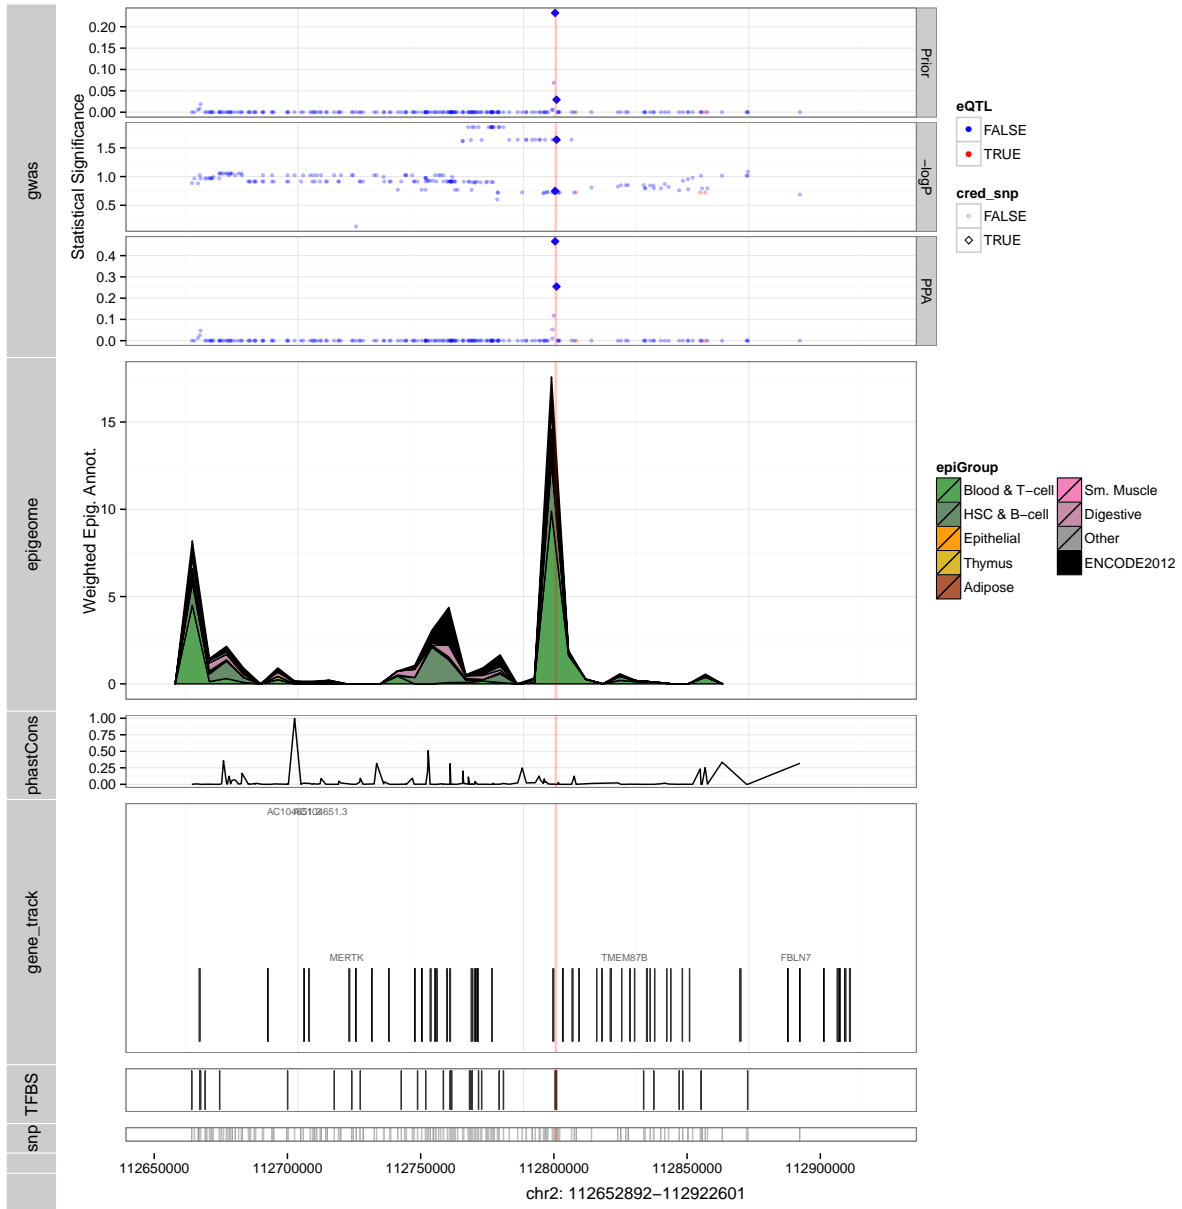 gwas
Statistical Significance
0.20
0.15
0.10
0.05
0.00
Prior
1.5
1.0
0.5
-logP
0.4
0.3
0.2
0.1
0.0
PPA
eQTL
FALSE
TRUE
cred_snp
FALSE
TRUE
epigeome
Weighted Epig. Annot.
15
10
5
0
epiGroup
Blood & T-cell
HSC & B-cell
Epithelial
Thymus
Adipose
Sm. Muscle
Digestive
Other
ENCODE2012
phastCons
1.00
0.75
0.50
0.25
0.00
gene_track
MERTK
TMEM87B
FBLN7
TFBS
snp
112650000
112700000
112750000
112800000
112850000
112900000
chr2: 112652892-112922601